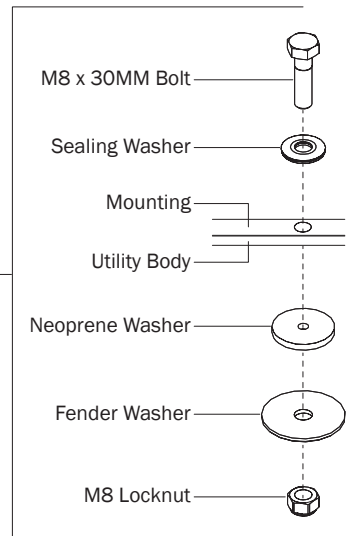 M8 x 30MM Bolt
Sealing Washer
Mounting
Utility Body
Neoprene Washer
Fender Washer
M8 Locknut